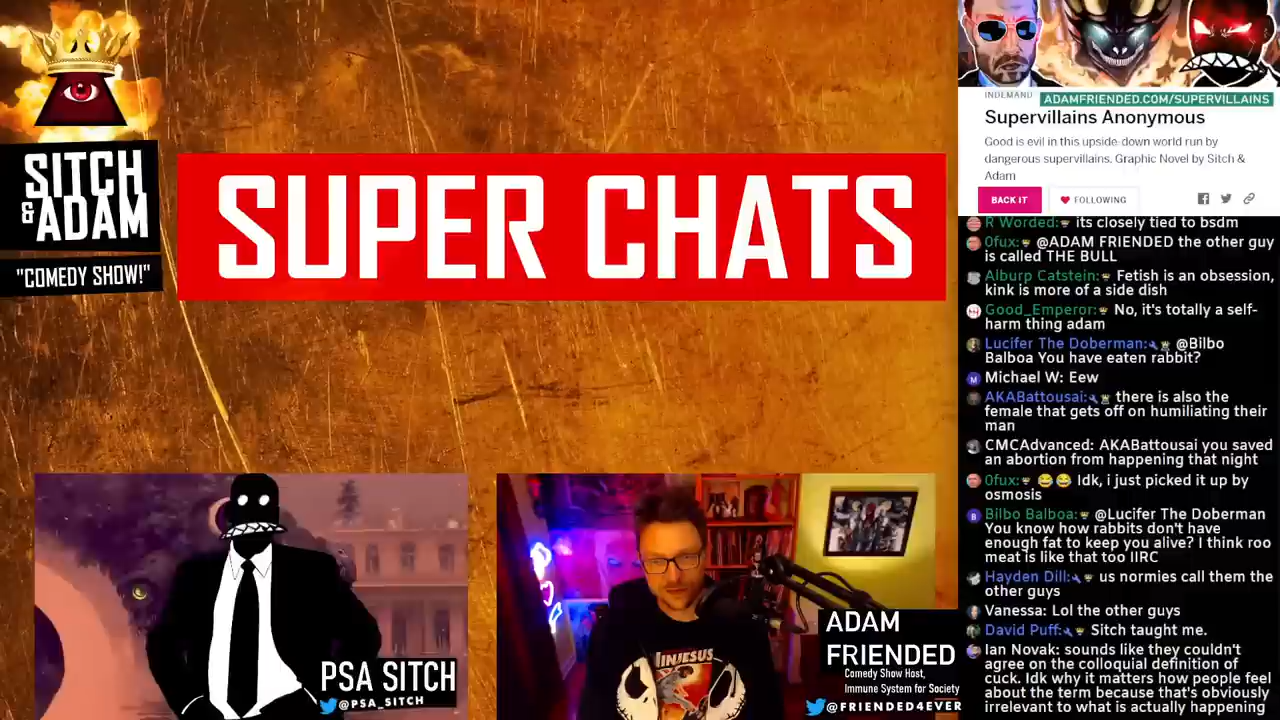 SITCH
& ADAM
"COMEDY SHOW!"
SUPER CHATS
INDEMAND
ADAMFRIENDED.COM/SUPERVILLAINS
Supervillains Anonymous
Good is evil in this upside-down world run by
dangerous supervillains. Graphic Novel by Sitch &
Adam
BACK IT
FOLLOWING
R Worded: its closely tied to bsdm
0fux: @ADAM FRIENDED the other guy
is called THE BULL
Alburp Catstein: Fetish is an obsession,
kink is more of a side dish
Good_Emperor: No, it's totally a self-
harm thing adam
Lucifer The Doberman: @Bilbo
Balboa You have eaten rabbit?
M
Michael W: Eew
AKABattousai: there is also the
female that gets off on humiliating their
man
CMCAdvanced: AKABattousai you saved
an abortion from happening that night
0fux: 😂 😂 Idk, i just picked it up by
osmosis
B
Bilbo Balboa: @Lucifer The Doberman
You know how rabbits don't have
enough fat to keep you alive? I think roo
meat is like that too IIRC
Hayden Dill: us normies call them the
other guys
Vanessa: Lol the other guys
David Puff: Sitch taught me.
Ian Novak: sounds like they couldn't
agree on the colloquial definition of
cuck. Idk why it matters how people feel
about the term because that's obviously
irrelevant to what is actually happening
PSA SITCH
@PSA_SITCH
NINJESUS
ADAM
FRIENDED
Comedy Show Host,
Immune System for Society
@FRIENDED4EVER